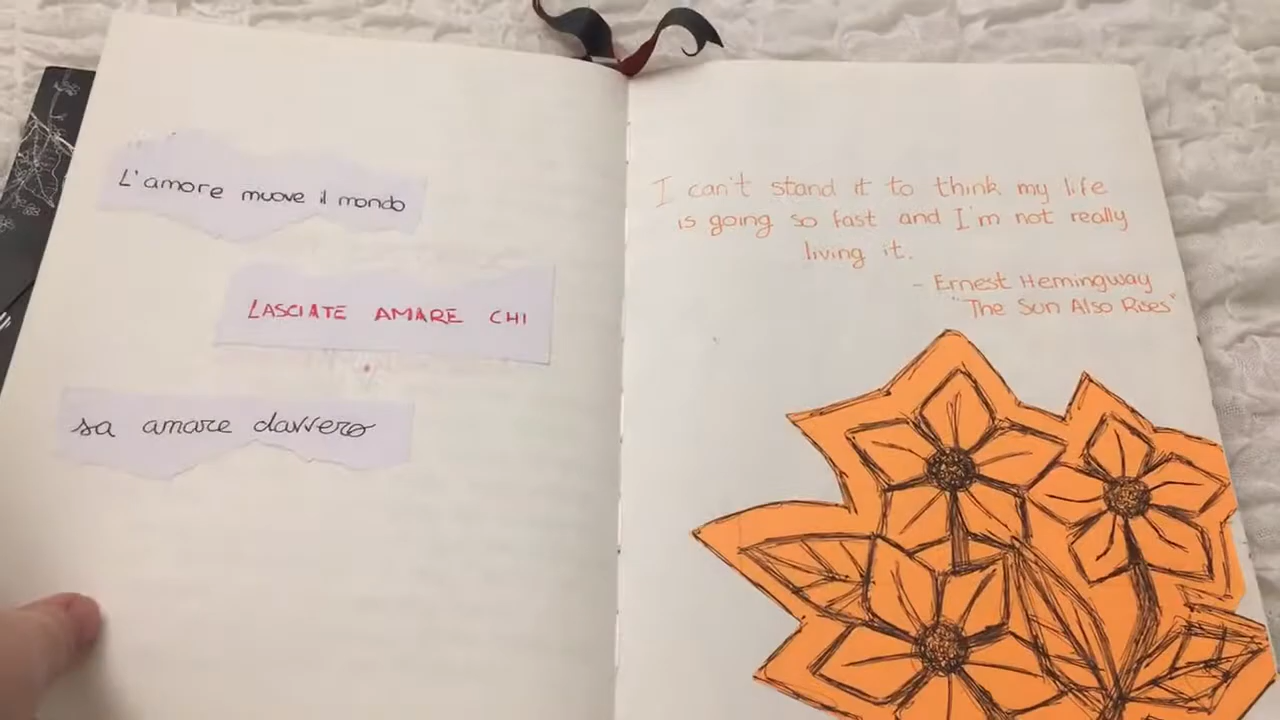 L'amore muove il mondo
LASCIATE AMARE CHI
sa amare davvero
I can't stand it to think my life
is going so fast and I'm not really
living it.
- Ernest Hemingway
"The Sun Also Rises"